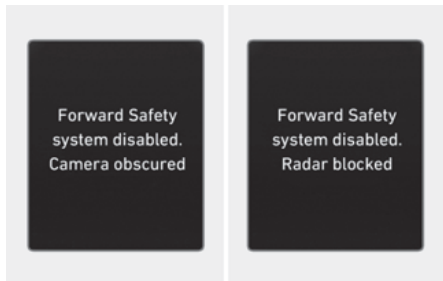 Forward Safety
system disabled.
Camera obscured
Forward Safety
system disabled.
Radar blocked